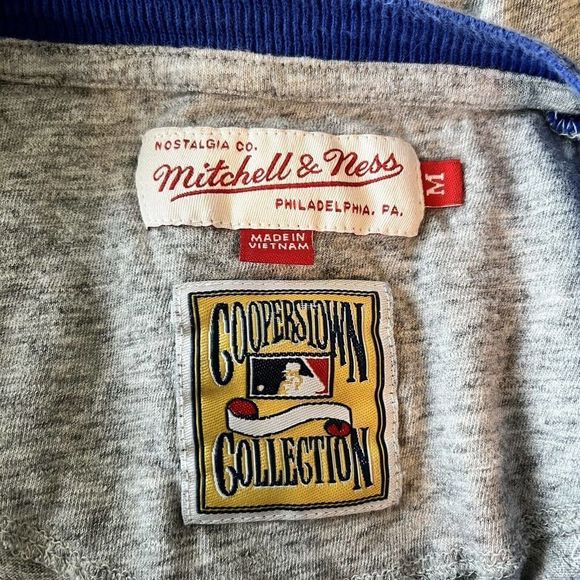 NOSTALGIA CO.
Mitchell & Ness
PHILADELPHIA, PA.
M
MADE IN
VIETNAM
COOPERSTOWN
COLLECTION